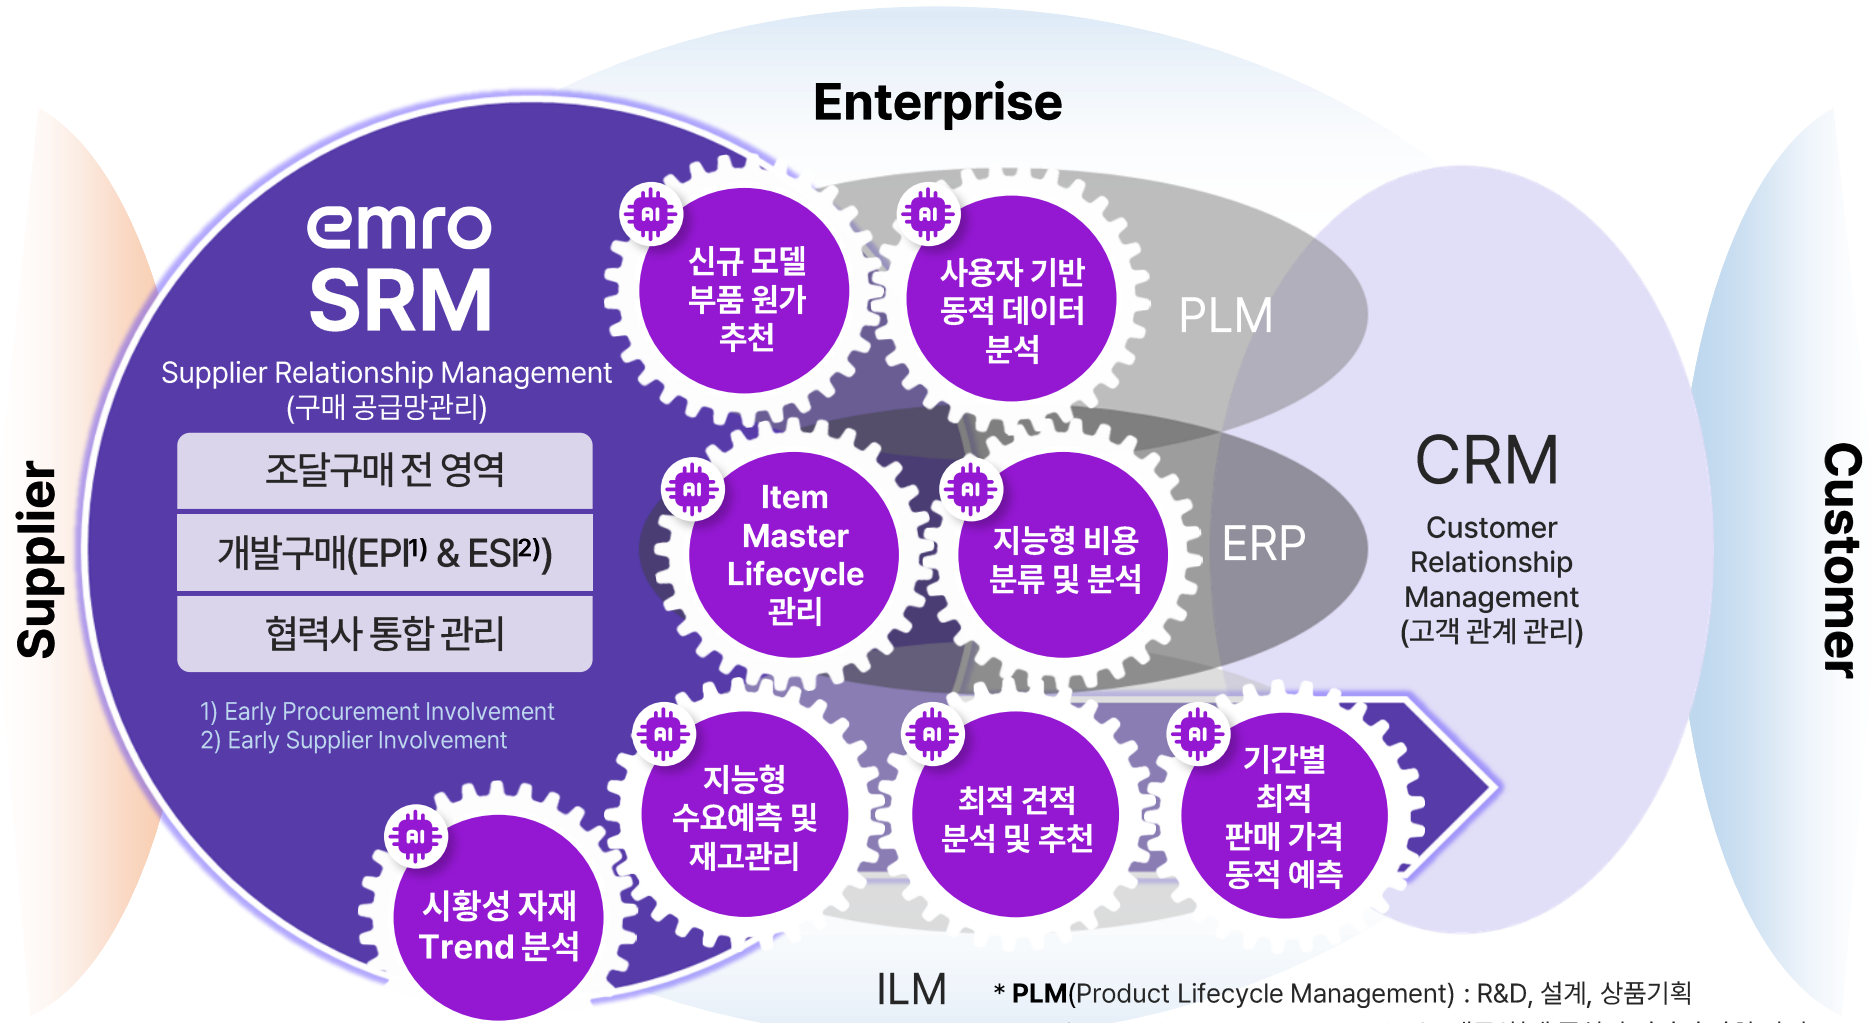 Enterprise
Supplier
Customer
emro
SRM
Supplier Relationship Management
(구매 공급망관리)
조달구매 전 영역
개발구매(EPI1) & ESI2))
협력사 통합 관리
1) Early Procurement Involvement
2) Early Supplier Involvement
AI
신규 모델
부품 원가
추천
AI
사용자 기반
동적 데이터
분석
PLM
AI
Item
Master
Lifecycle
관리
AI
지능형 비용
분류 및 분석
ERP
CRM
Customer
Relationship
Management
(고객 관계 관리)
AI
지능형
수요예측 및
재고관리
AI
최적 견적
분석 및 추천
AI
기간별
최적
판매 가격
동적 예측
AI
시황성 자재
Trend 분석
ILM
* PLM(Product Lifecycle Management) : R&D, 설계, 상품기획